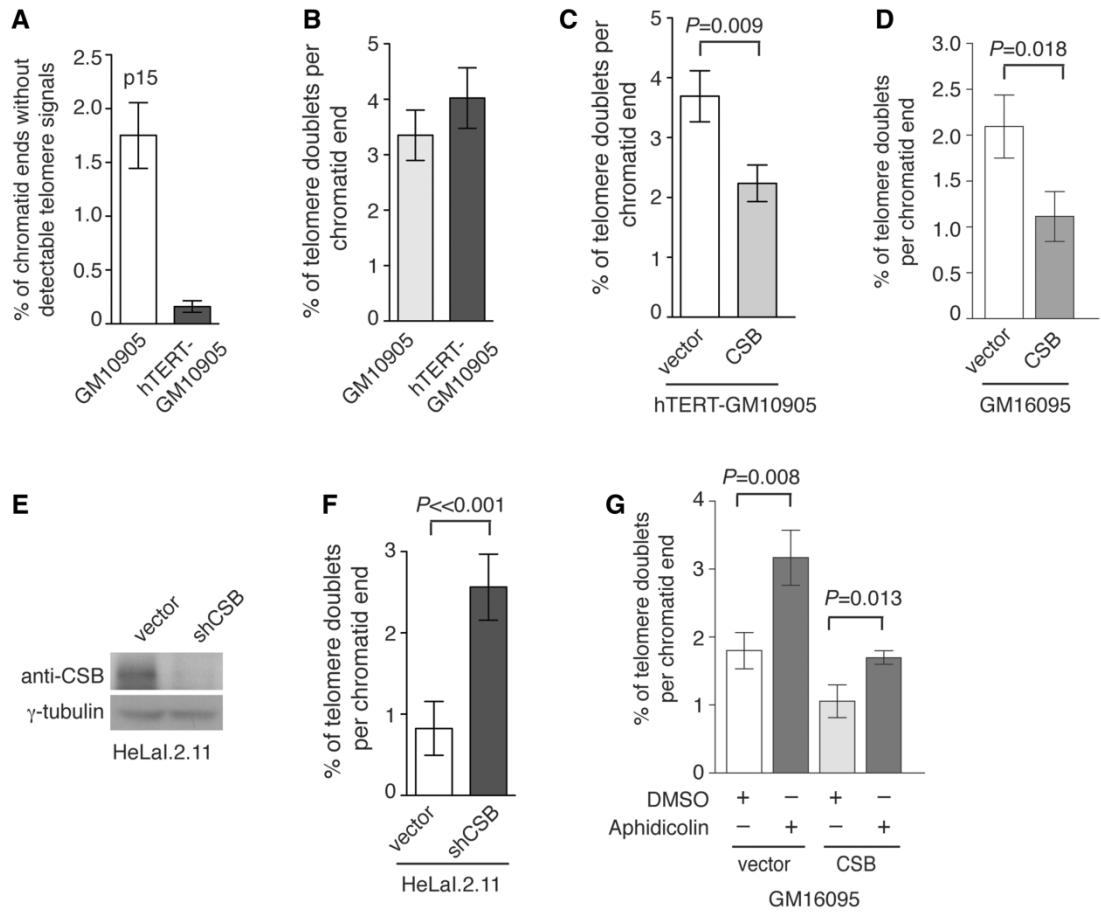 A
% of chromatid ends without
detectable telomere signals
2.5
2.0
1.5
1.0
0.5
0
p15
GM10905
hTERT-
GM10905
B
% of telomere doublets per
chromatid end
5
4
3
4
1
0
GM10905
hTERT-
GM10905
C
% of telomere doublets per
chromatid end
5
4
3
2
1
0
P=0.009
vector
CSB
hTERT-GM10905
D
% of telomere doublets
per chromatid end
3.0
2.5
2.0
1.5
1.0
0.5
0
P=0.018
vector
CSB
GM16095
E
vector
shCSB
anti-CSB
γ-tubulin
HeLaI.2.11
F
% of telomere doublets
per chromatid end
3
2
1
0
P<<0.001
vector
shCSB
HeLaI.2.11
G
% of telomere doublets
per chromatid end
4
3
2
1
0
P=0.008
P=0.013
DMSO + – + –
Aphidicolin – + – +
vector CSB
GM16095